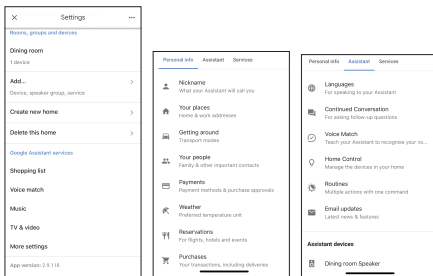 Settings
Rooms, groups and devices
Dining room
1 device
Add...
Device, speaker group, service
Create new home
Delete this home
Google Assistant services
Shopping list
Voice match
Music
TV & video
More settings
App version: 2.9.118
Personal info Assistant Services
Nickname
What your Assistant will call you
Your places
Home & work addresses
Getting around
Transport modes
Your people
Family & other important contacts
Payments
Payment methods & purchase approvals
Weather
Preferred temperature unit
Reservations
For flights, hotels and events
Purchases
Your transactions, including deliveries
Personal info Assistant Services
Languages
For speaking to your Assistant
Continued Conversation
For asking follow-up questions
Voice Match
Teach your Assistant to recognise your vo...
Home Control
Manage the devices in your home
Routines
Multiple actions with one command
Email updates
Latest news & features
Assistant devices
Dining room Speaker